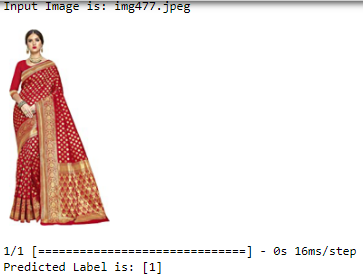 Input Image is: img477.jpeg
1/1 [==============================] - 0s 16ms/step
Predicted Label is: [1]